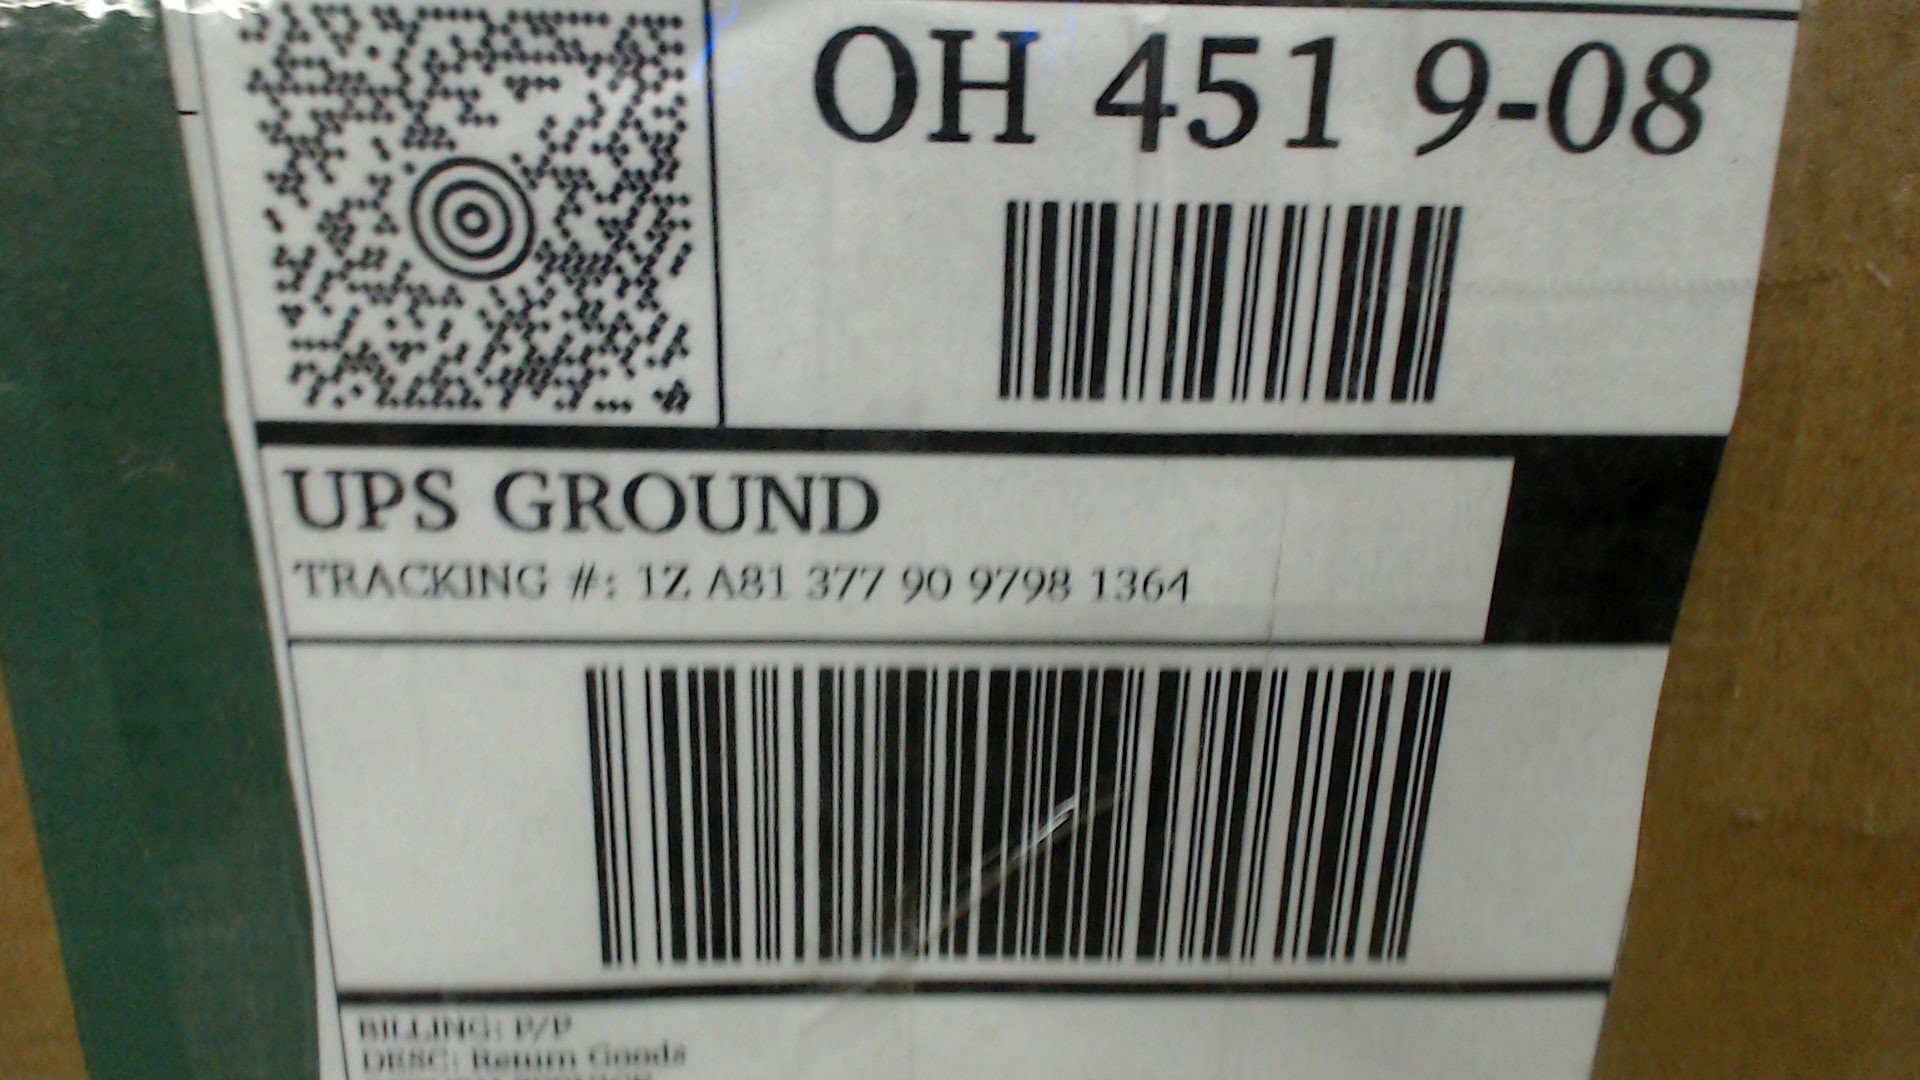 OH 451 9-08
UPS GROUND
TRACKING #: 1Z A81 377 90 9798 1364
BILLING: P/P
DESC: Return Goods